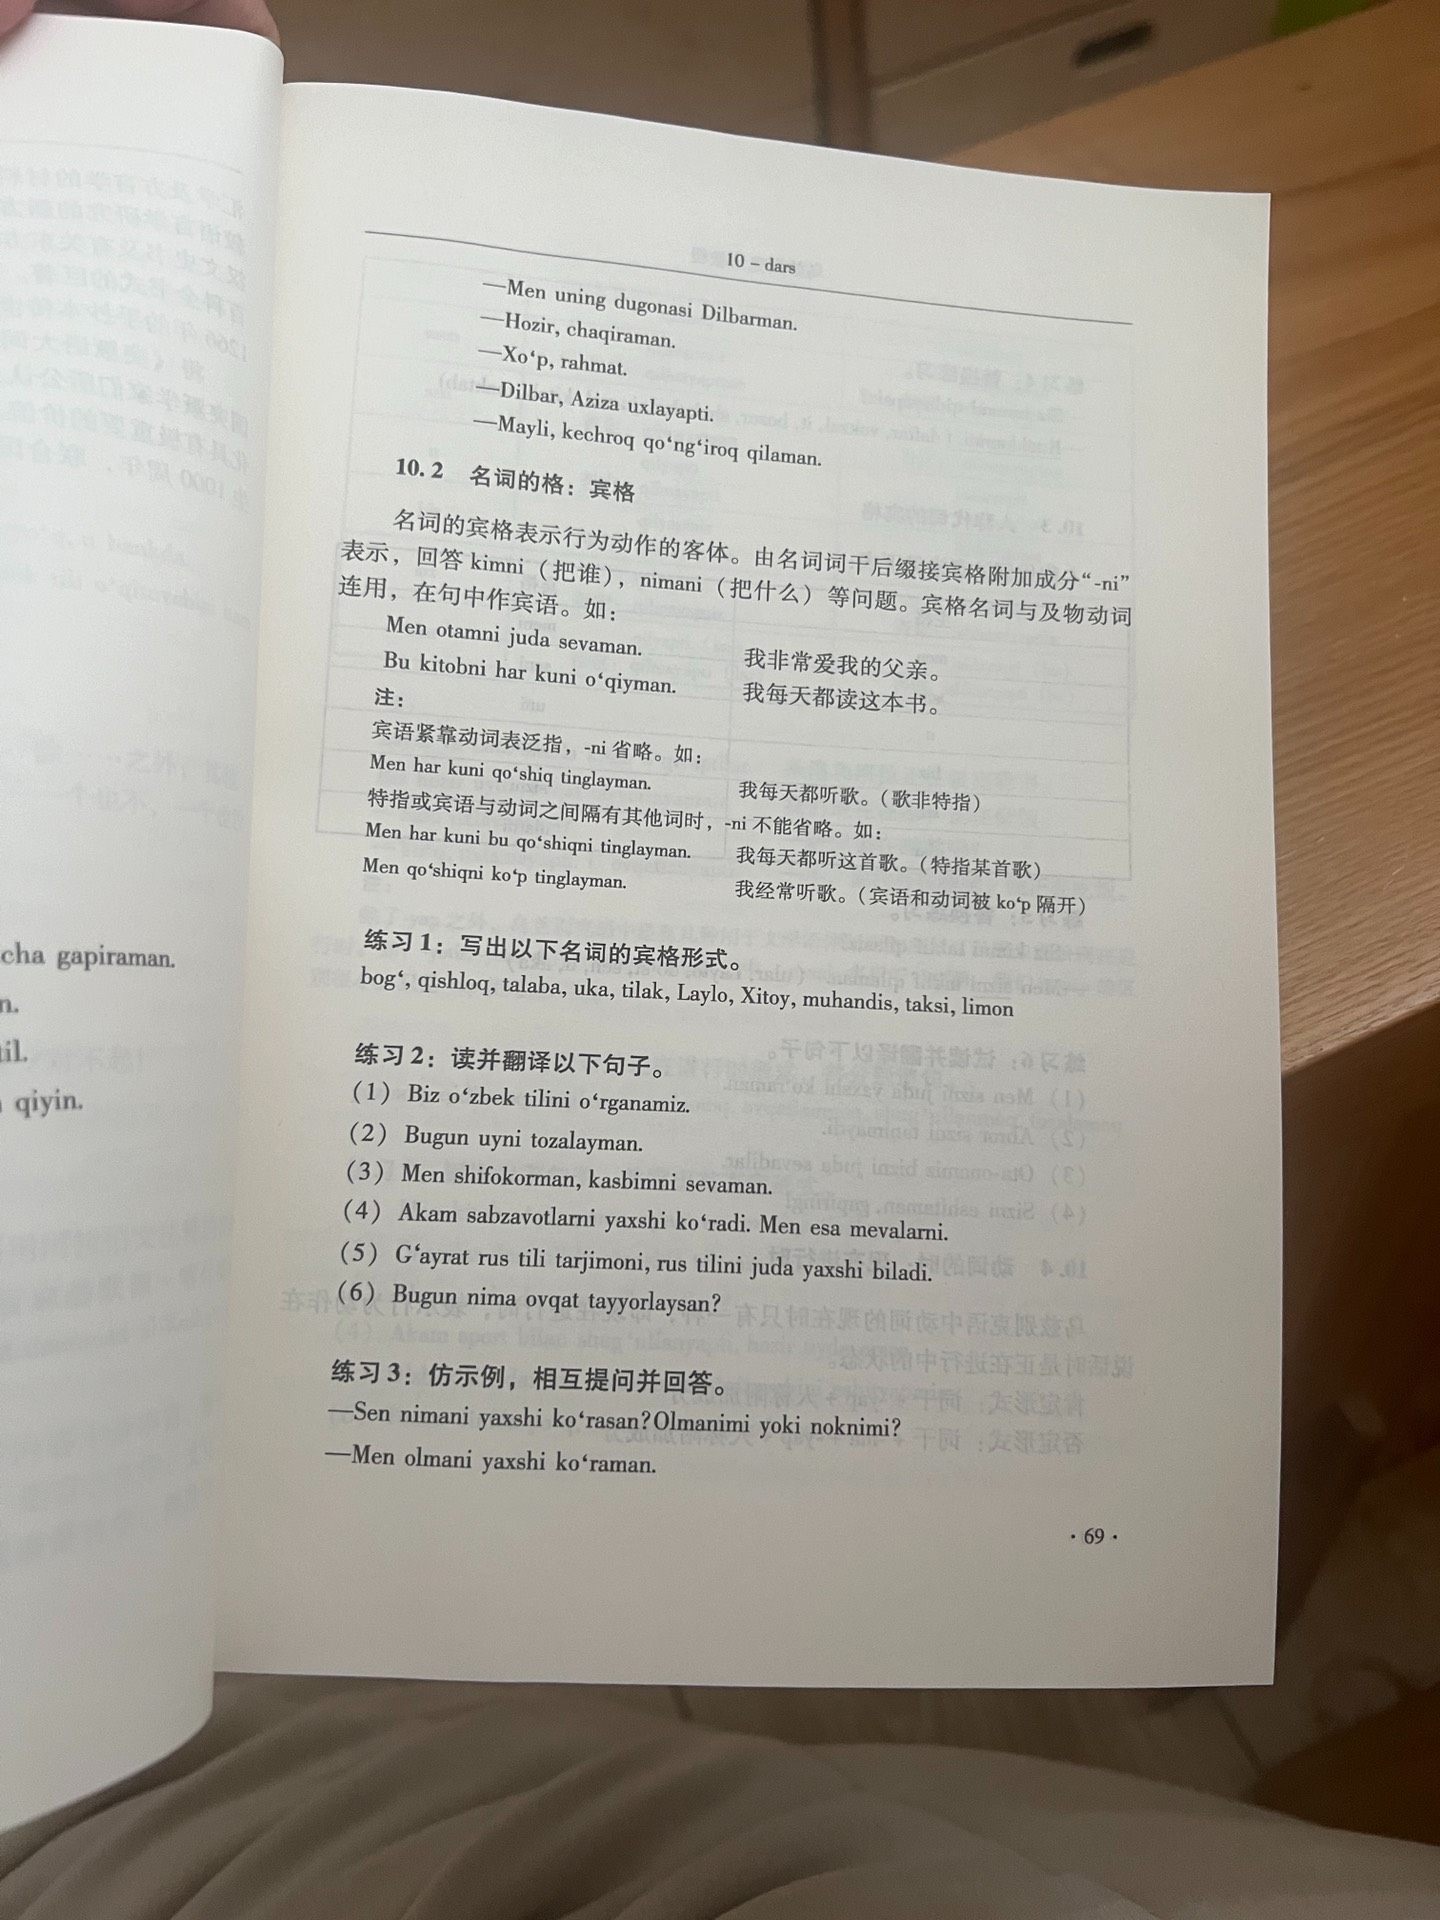 cha gapiraman.
n.
til.
qiyin.
10 – dars
—Men uning dugonasi Dilbarman.
—Hozir, chaqiraman.
—Xo‘p, rahmat.
—Dilbar, Aziza uxlayapti.
—Mayli, kechroq qo‘ng‘iroq qilaman.
10.2 名词的格：宾格
名词的宾格表示行为动作的客体。由名词词干后缀接宾格附加成分“-ni”
表示，回答 kimni（把谁），nimani（把什么）等问题。宾格名词与及物动词
连用，在句中作宾语。如：
Men otamni juda sevaman. 我非常爱我的父亲。
Bu kitobni har kuni o‘qiyman. 我每天都读这本书。
注：
宾语紧靠动词表泛指，-ni 省略。如：
Men har kuni qo‘shiq tinglayman. 我每天都听歌。（歌非特指）
特指或宾语与动词之间隔有其他词时，-ni 不能省略。如：
Men har kuni bu qo‘shiqni tinglayman. 我每天都听这首歌。（特指某首歌）
Men qo‘shiqni ko‘p tinglayman. 我经常听歌。（宾语和动词被 ko‘p 隔开）
练习 1：写出以下名词的宾格形式。
bog‘, qishloq, talaba, uka, tilak, Laylo, Xitoy, muhandis, taksi, limon
练习 2：读并翻译以下句子。
（1）Biz o‘zbek tilini o‘rganamiz.
（2）Bugun uyni tozalayman.
（3）Men shifokorman, kasbimni sevaman.
（4）Akam sabzavotlarni yaxshi ko‘radi. Men esa mevalarni.
（5）G‘ayrat rus tili tarjimoni, rus tilini juda yaxshi biladi.
（6）Bugun nima ovqat tayyorlaysan?
练习 3：仿示例，相互提问并回答。
—Sen nimani yaxshi ko‘rasan?Olmanimi yoki noknimi?
—Men olmani yaxshi ko‘raman.
· 69 ·